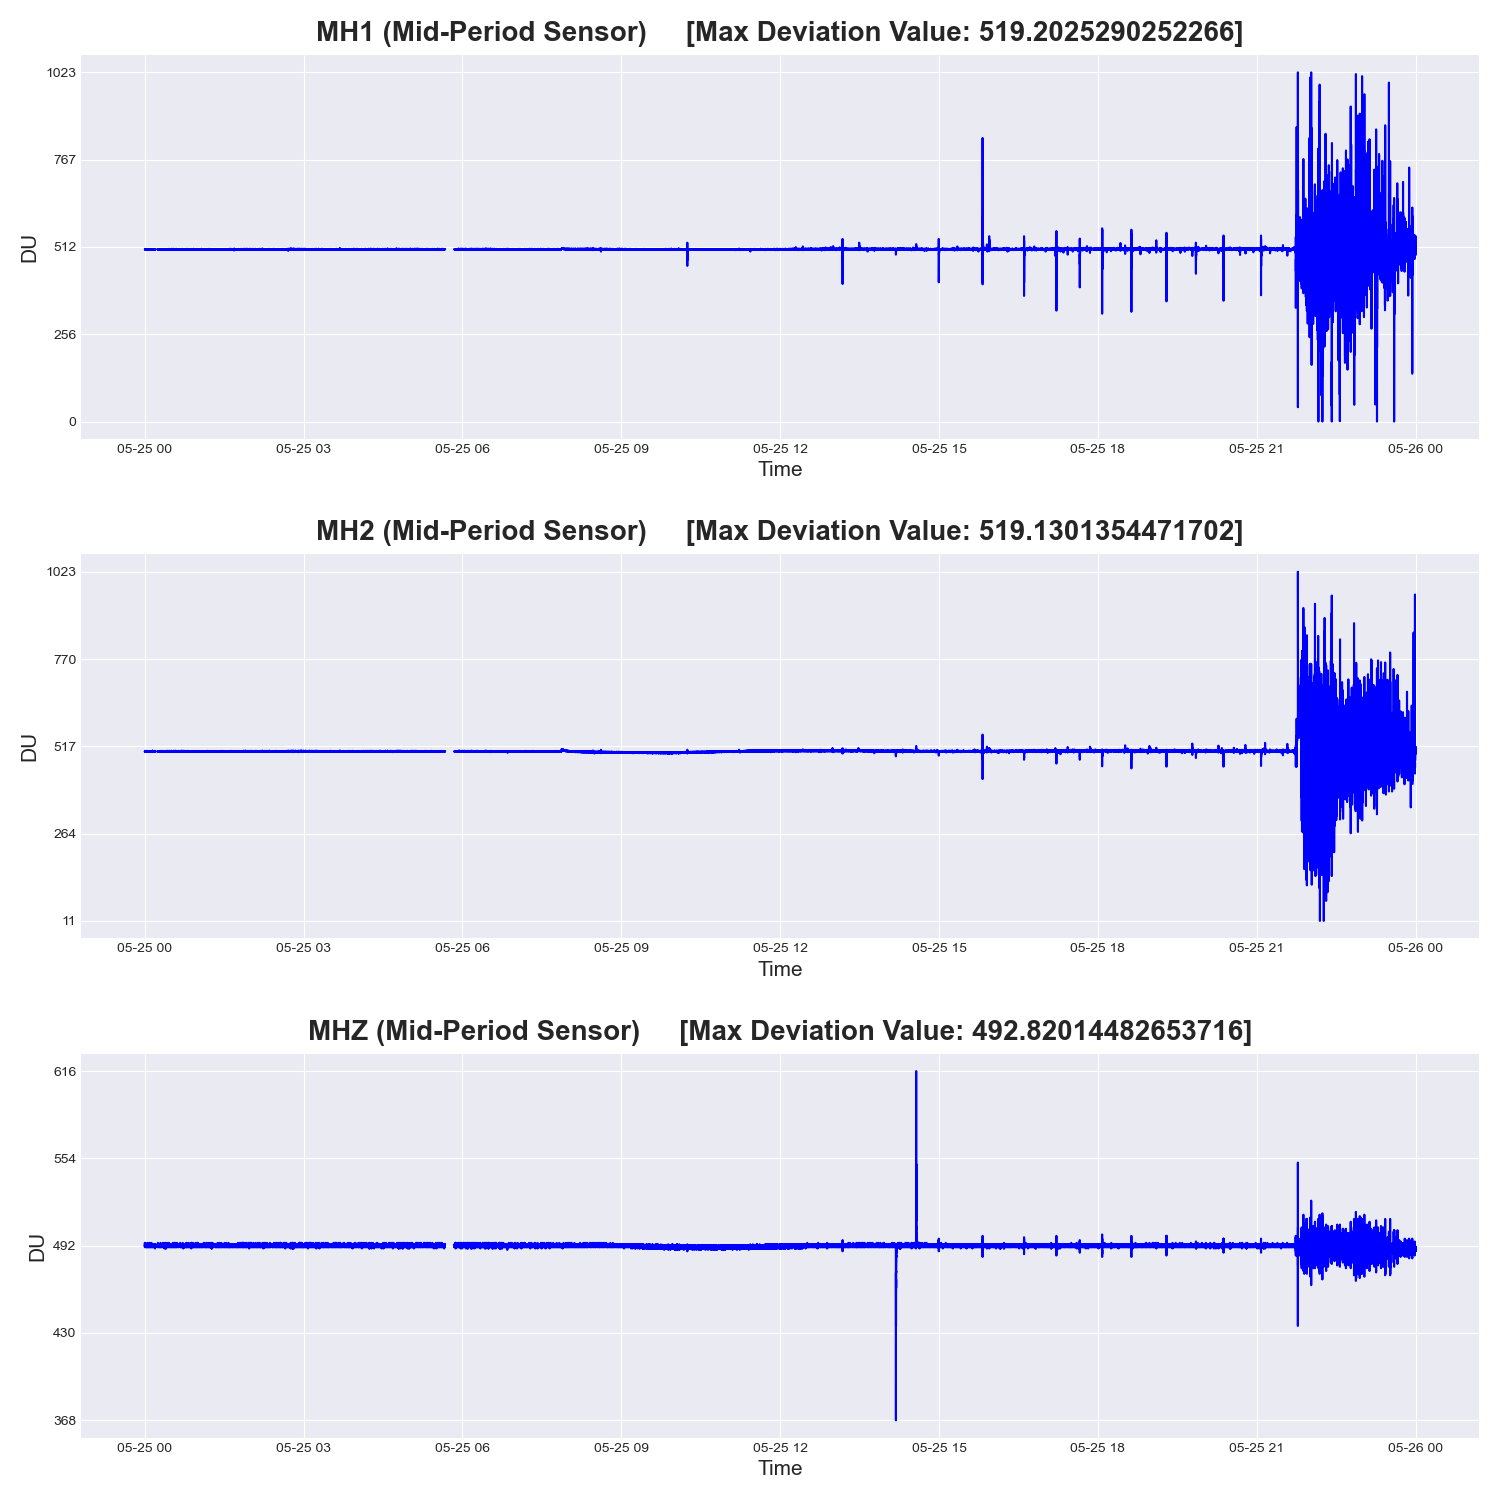 MH1 (Mid-Period Sensor) [Max Deviation Value: 519.2025290252266]
1023
767
512
256
0
DU
05-25 00 05-25 03 05-25 06 05-25 09 05-25 12 05-25 15 05-25 18 05-25 21 05-26 00
Time
MH2 (Mid-Period Sensor) [Max Deviation Value: 519.1301354471702]
1023
770
517
264
11
DU
05-25 00 05-25 03 05-25 06 05-25 09 05-25 12 05-25 15 05-25 18 05-25 21 05-26 00
Time
MHZ (Mid-Period Sensor) [Max Deviation Value: 492.82014482653716]
616
554
492
430
368
DU
05-25 00 05-25 03 05-25 06 05-25 09 05-25 12 05-25 15 05-25 18 05-25 21 05-26 00
Time